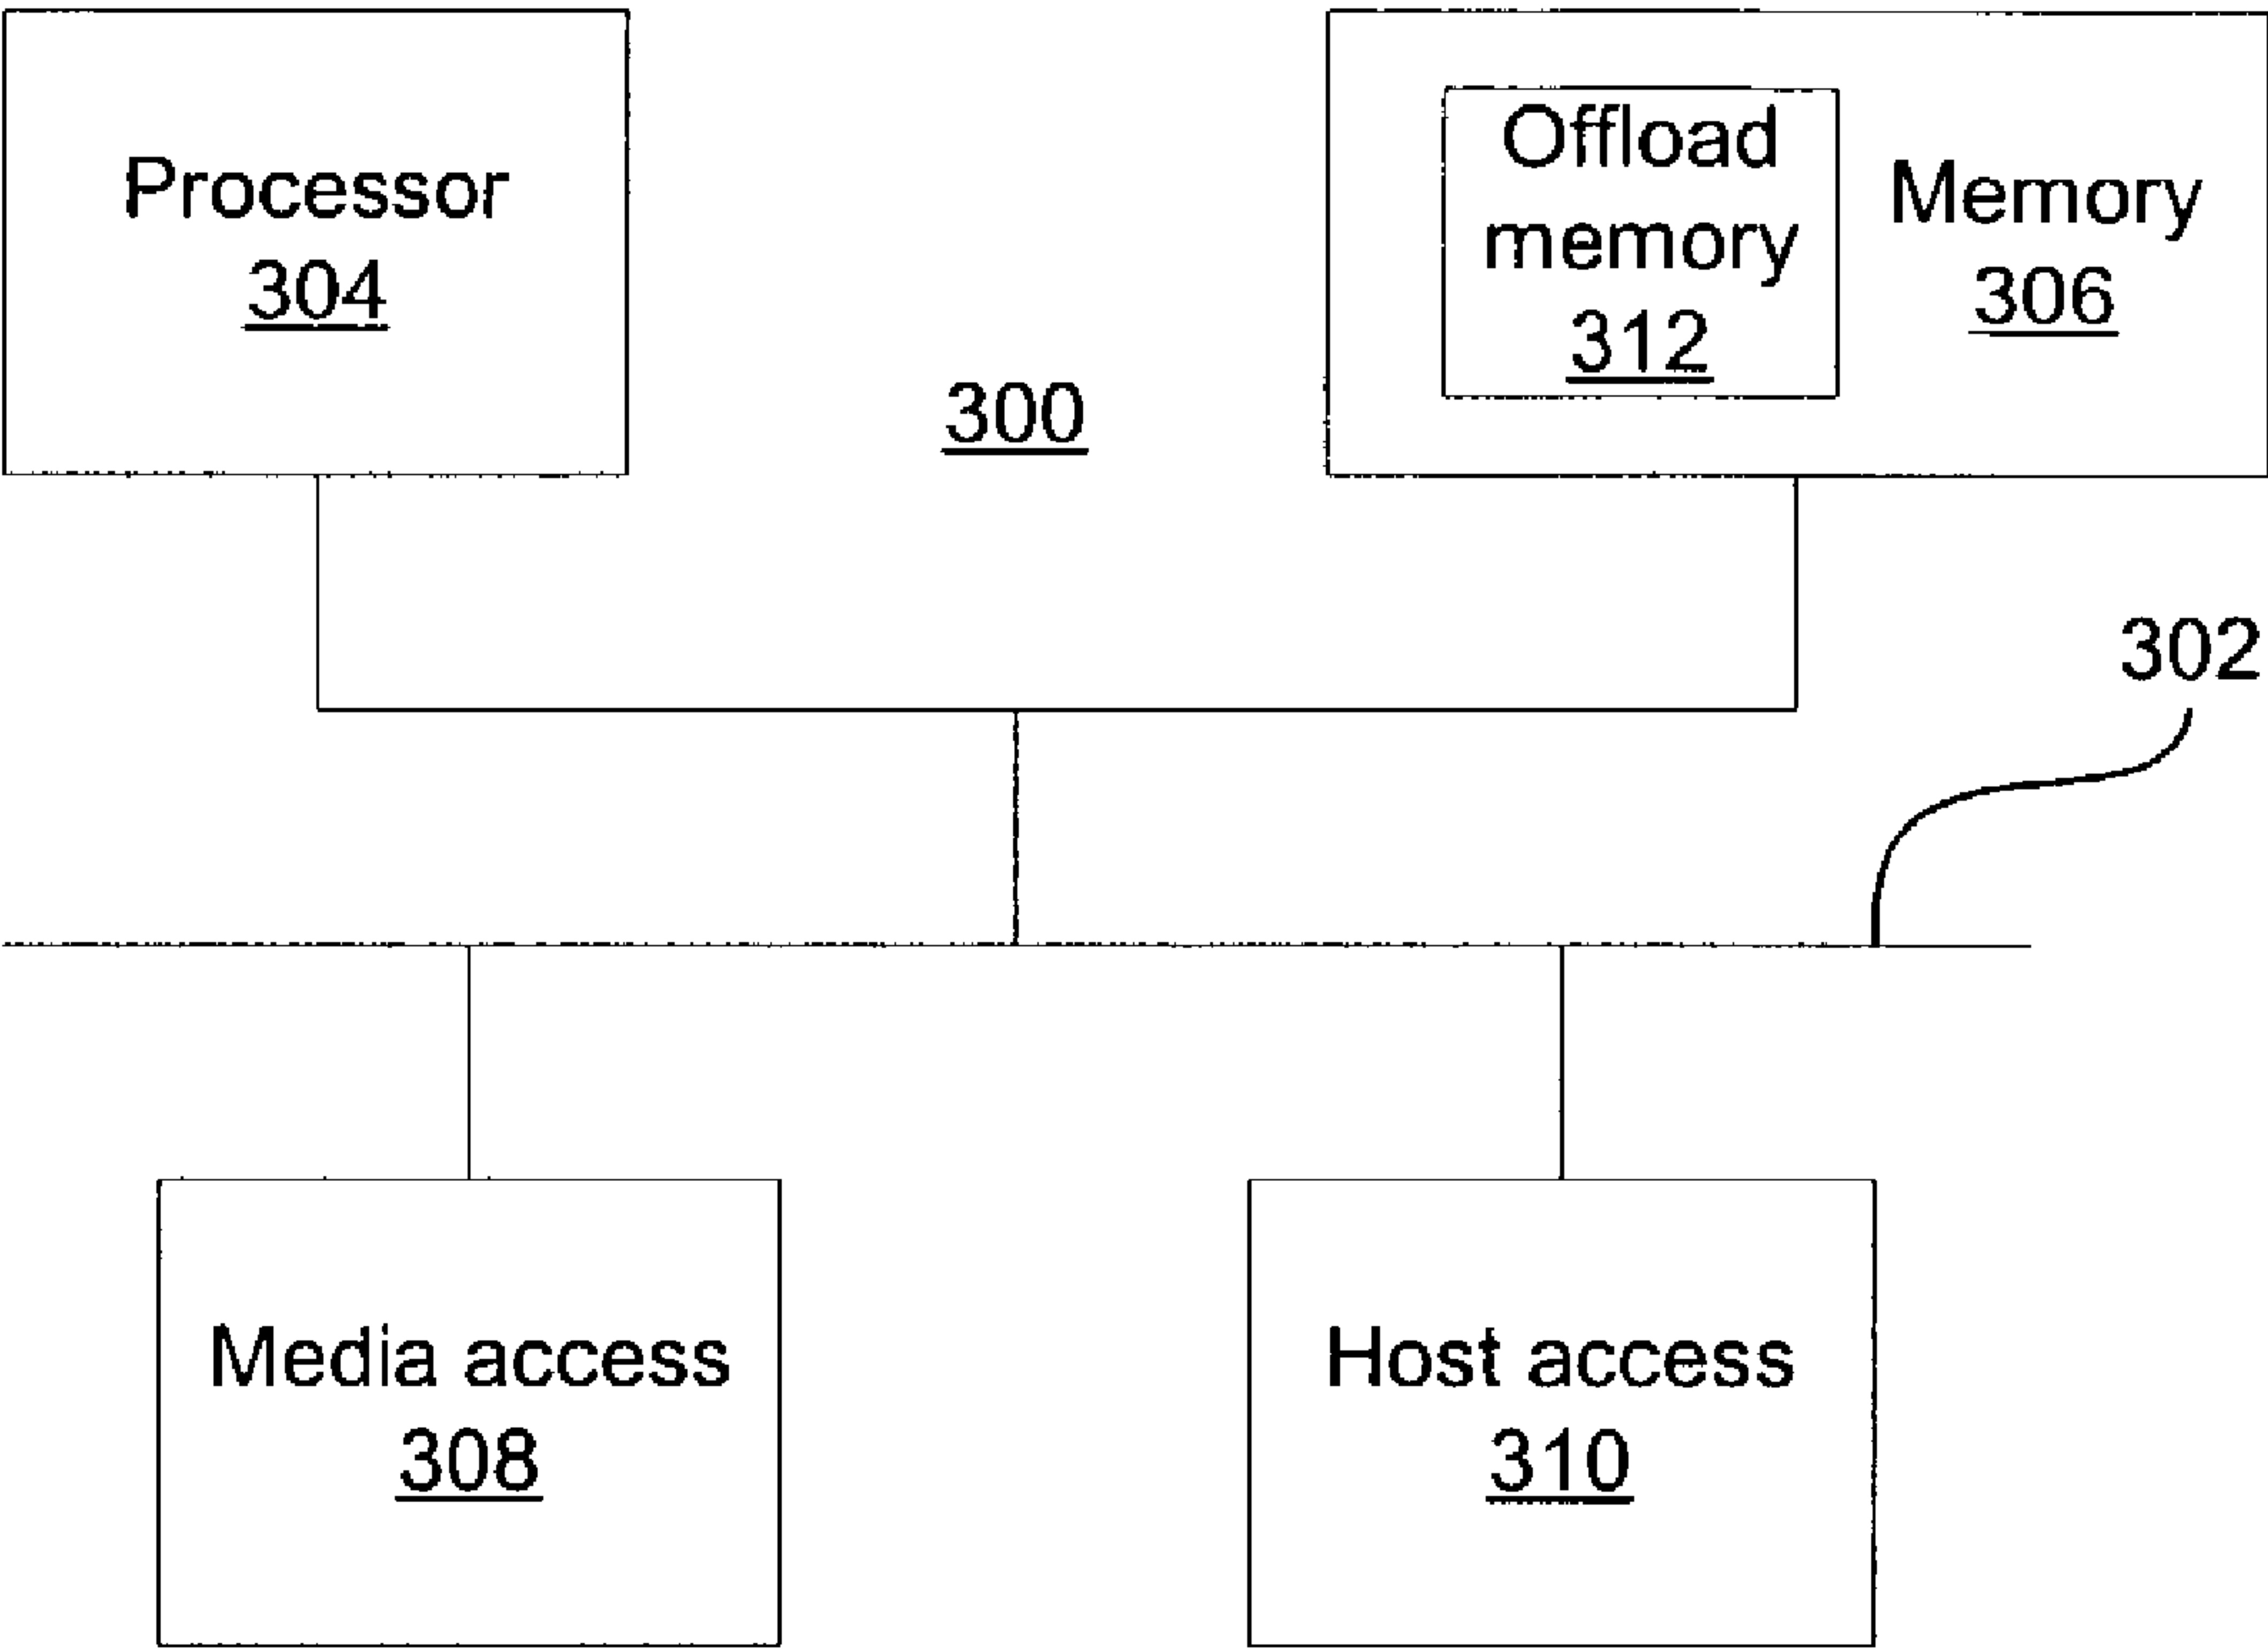 Processor
304
Offload
memory
312
Memory
306
300
302
Media access
308
Host access
310